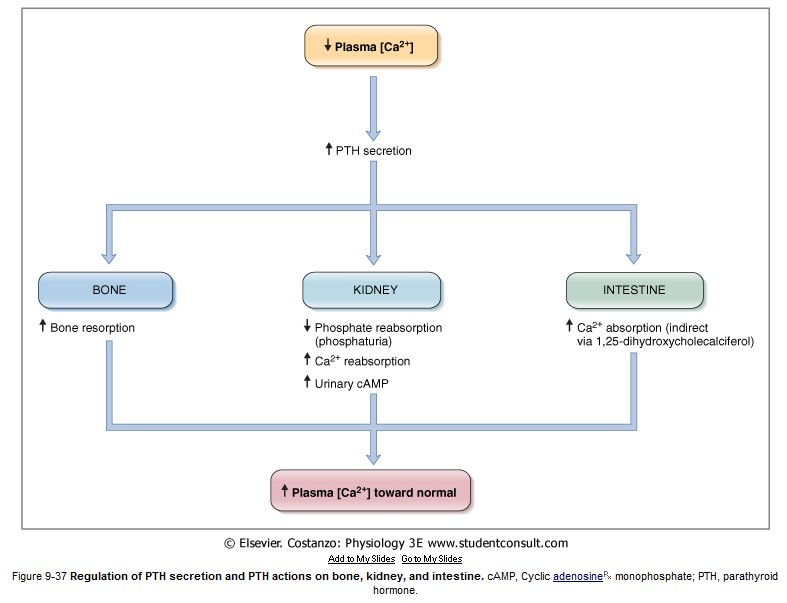 ↓ Plasma [Ca²⁺]
↑ PTH secretion
BONE
↑ Bone resorption
KIDNEY
↓ Phosphate reabsorption
(phosphaturia)
↑ Ca²⁺ reabsorption
↑ Urinary cAMP
INTESTINE
↑ Ca²⁺ absorption (indirect
via 1,25-dihydroxycholecalciferol)
↑ Plasma [Ca²⁺] toward normal
© Elsevier. Costanzo: Physiology 3E www.studentconsult.com
Add to My Slides Go to My Slides
Figure 9-37 Regulation of PTH secretion and PTH actions on bone, kidney, and intestine. cAMP, Cyclic adenosine℞ monophosphate; PTH, parathyroid
hormone.